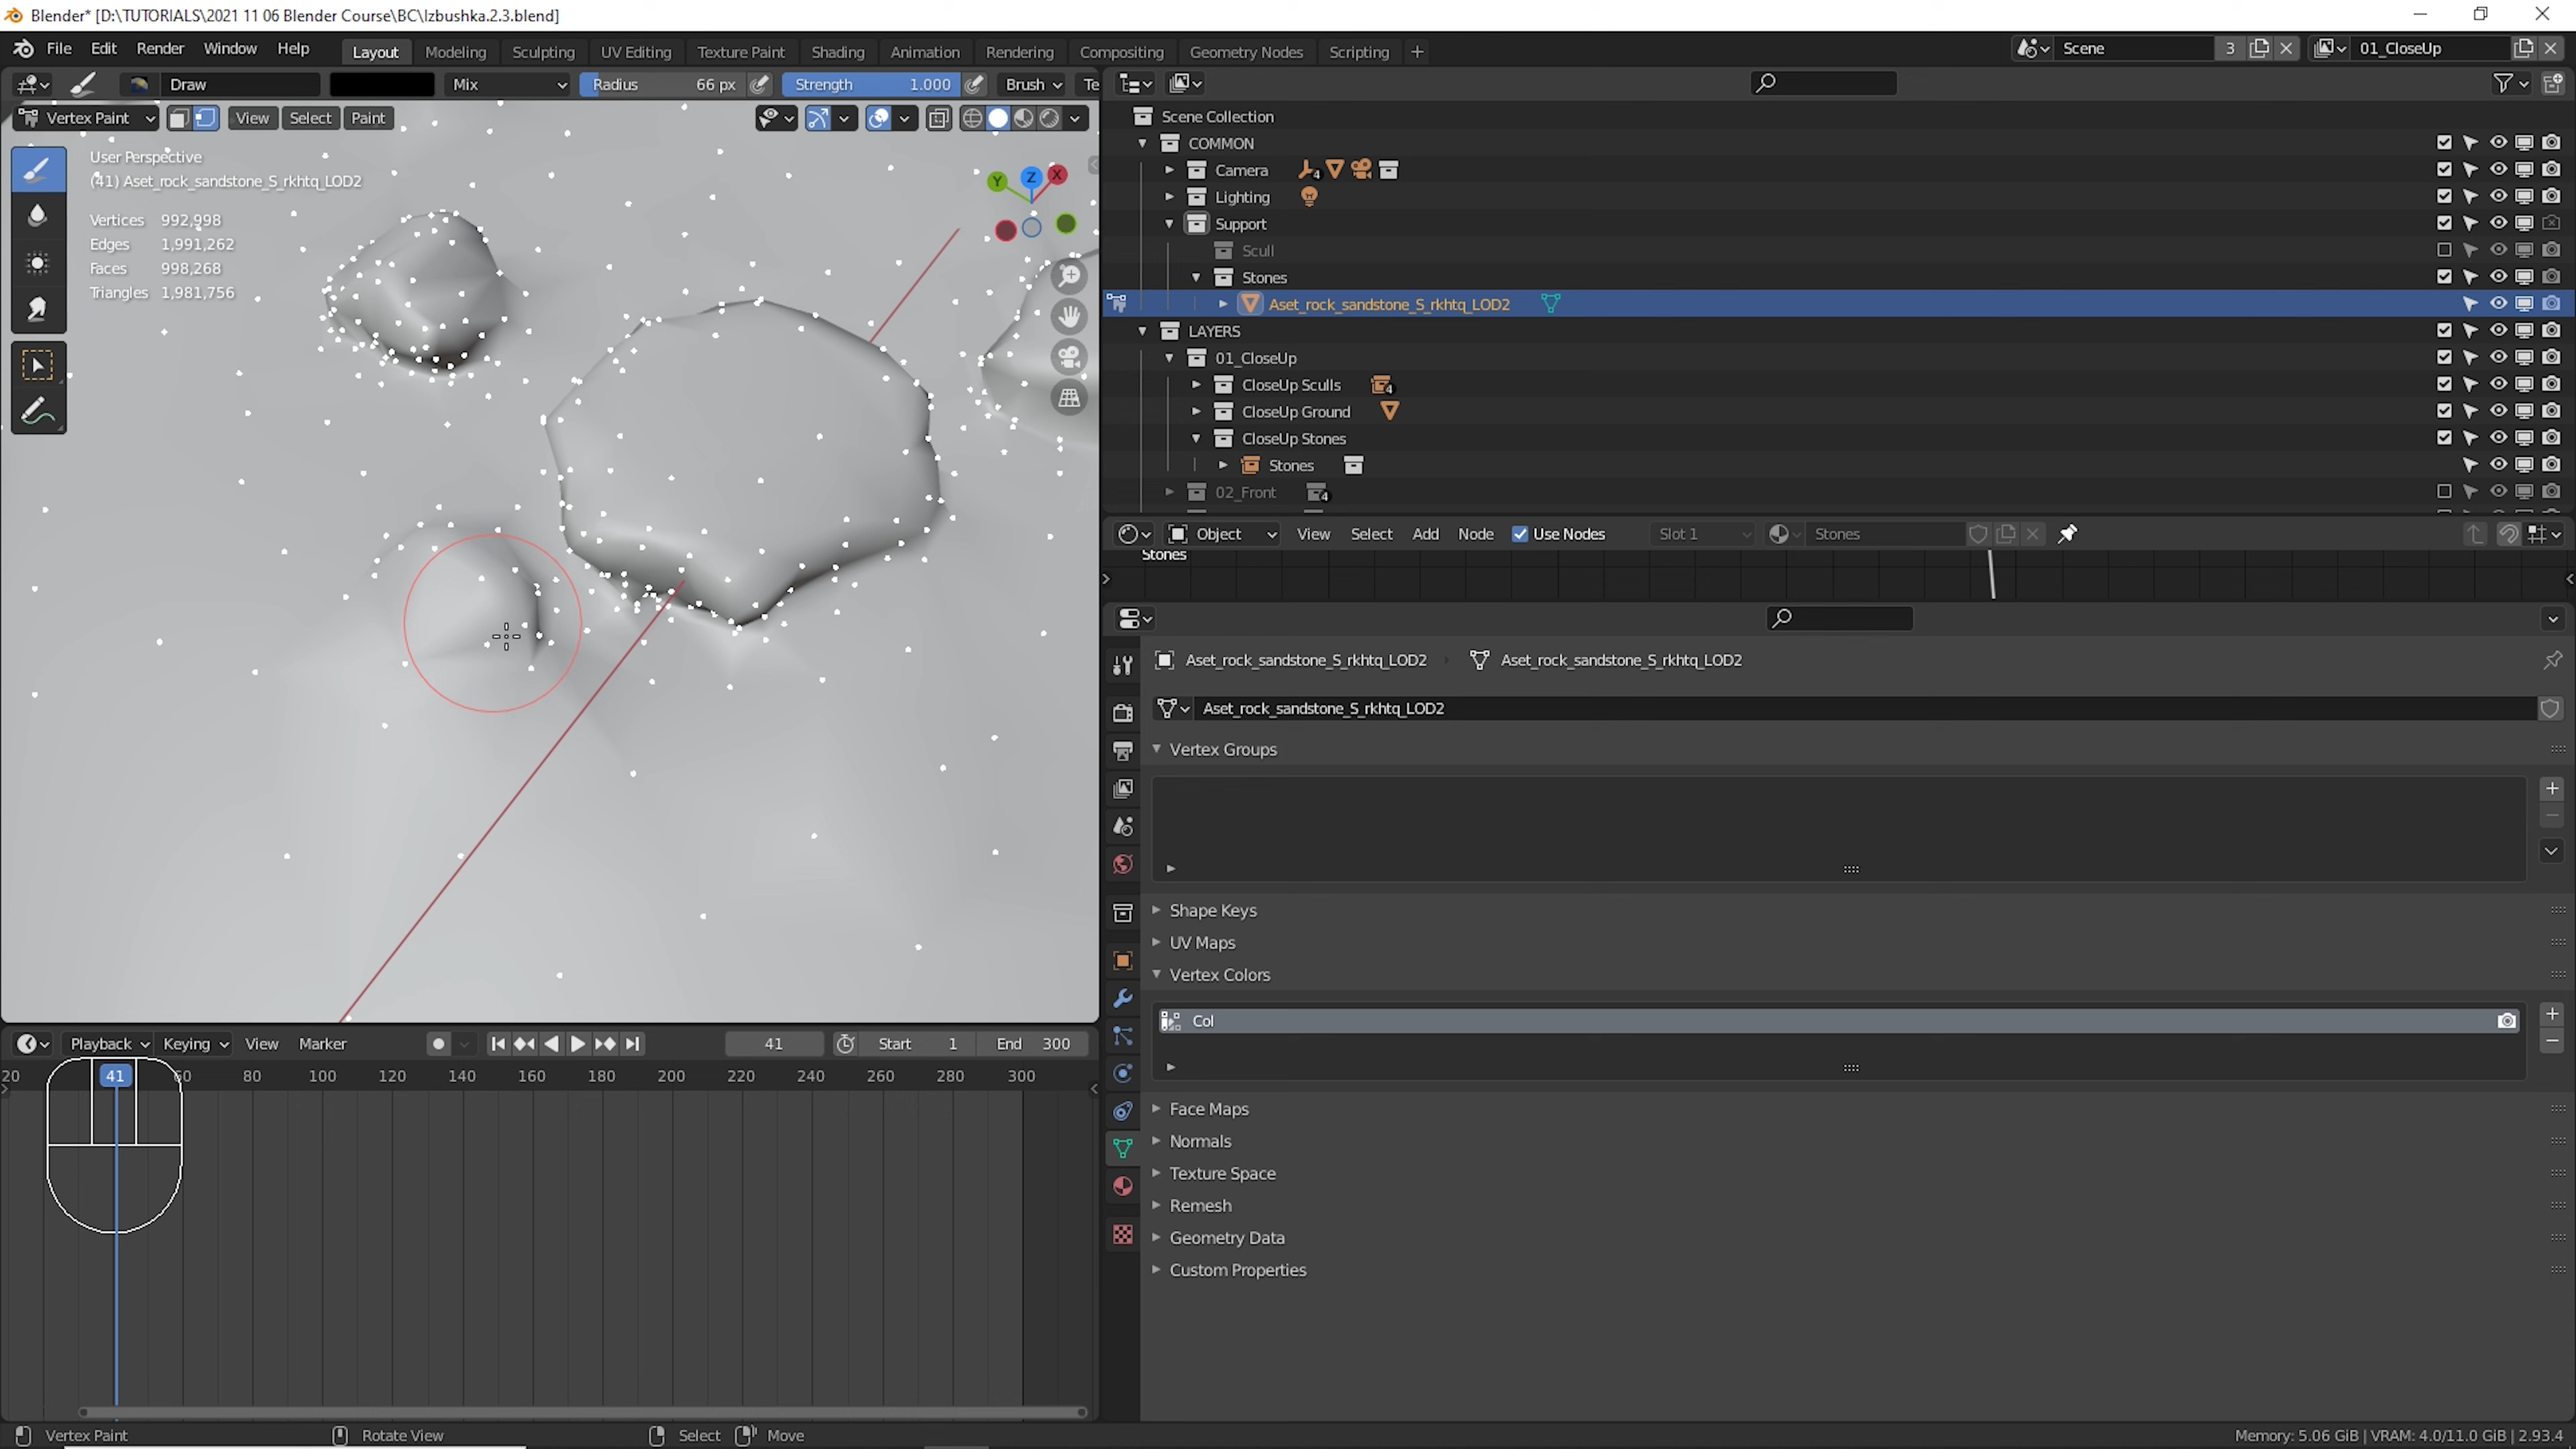 Blender* [D:\TUTORIALS\2021 11 06 Blender Course\BC\Izbushka.2.3.blend]
File Edit Render Window Help Layout Modeling Sculpting UV Editing Texture Paint Shading Animation Rendering Compositing Geometry Nodes Scripting + Scene 3 01_CloseUp
Draw Mix Radius 66 px Strength 1.000 Brush Te
Vertex Paint View Select Paint
User Perspective
(41) Aset_rock_sandstone_S_rkhtq_LOD2
Vertices 992,998
Edges 1,991,262
Faces 998,268
Triangles 1,981,756
Y Z X
Scene Collection
COMMON
Camera 4
Lighting
Support
Scull
Stones
Aset_rock_sandstone_S_rkhtq_LOD2
LAYERS
01_CloseUp
CloseUp Sculls 4
CloseUp Ground
CloseUp Stones
Stones
02_Front 4
Object View Select Add Node Use Nodes Slot 1 Stones
Stones
Aset_rock_sandstone_S_rkhtq_LOD2 Aset_rock_sandstone_S_rkhtq_LOD2
Aset_rock_sandstone_S_rkhtq_LOD2
Vertex Groups
Shape Keys
UV Maps
Vertex Colors
Col
Face Maps
Normals
Texture Space
Remesh
Geometry Data
Custom Properties
Playback Keying View Marker 41 Start 1 End 300
20 41 60 80 100 120 140 160 180 200 220 240 260 280 300
Vertex Paint Rotate View Select Move Memory: 5.06 GiB | VRAM: 4.0/11.0 GiB | 2.93.4